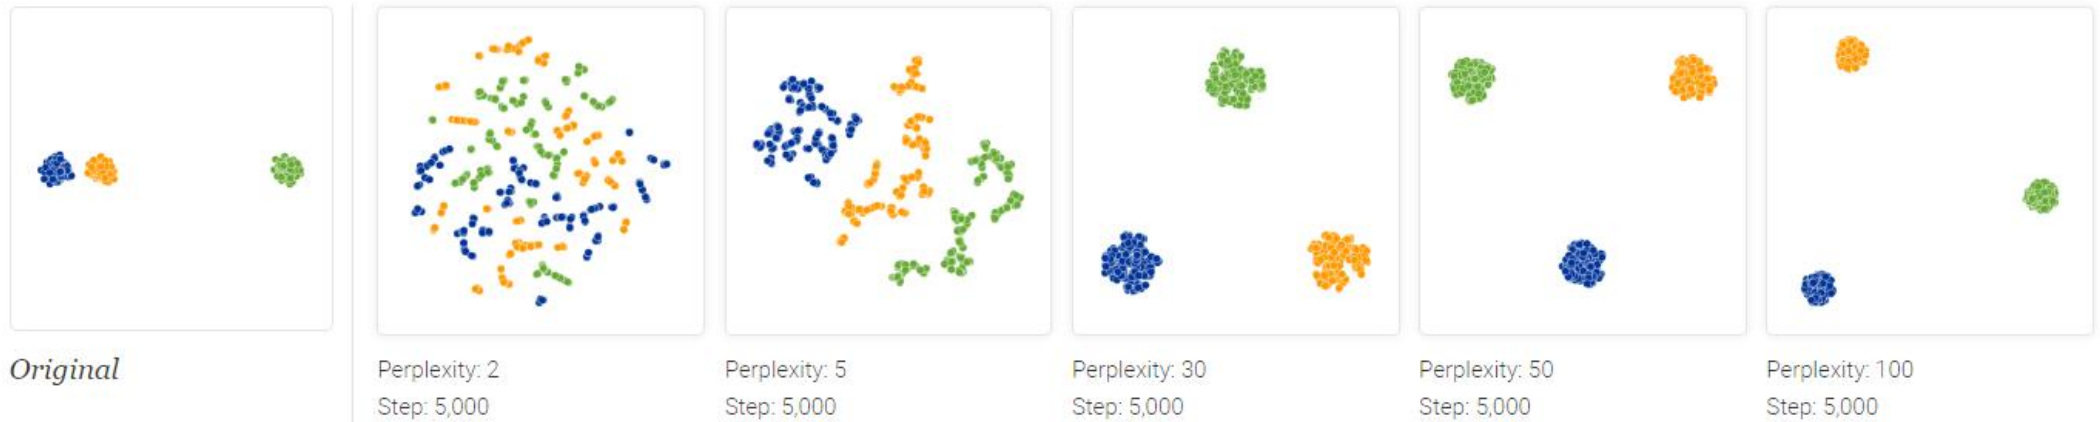 Original
Perplexity: 2
Step: 5,000
Perplexity: 5
Step: 5,000
Perplexity: 30
Step: 5,000
Perplexity: 50
Step: 5,000
Perplexity: 100
Step: 5,000